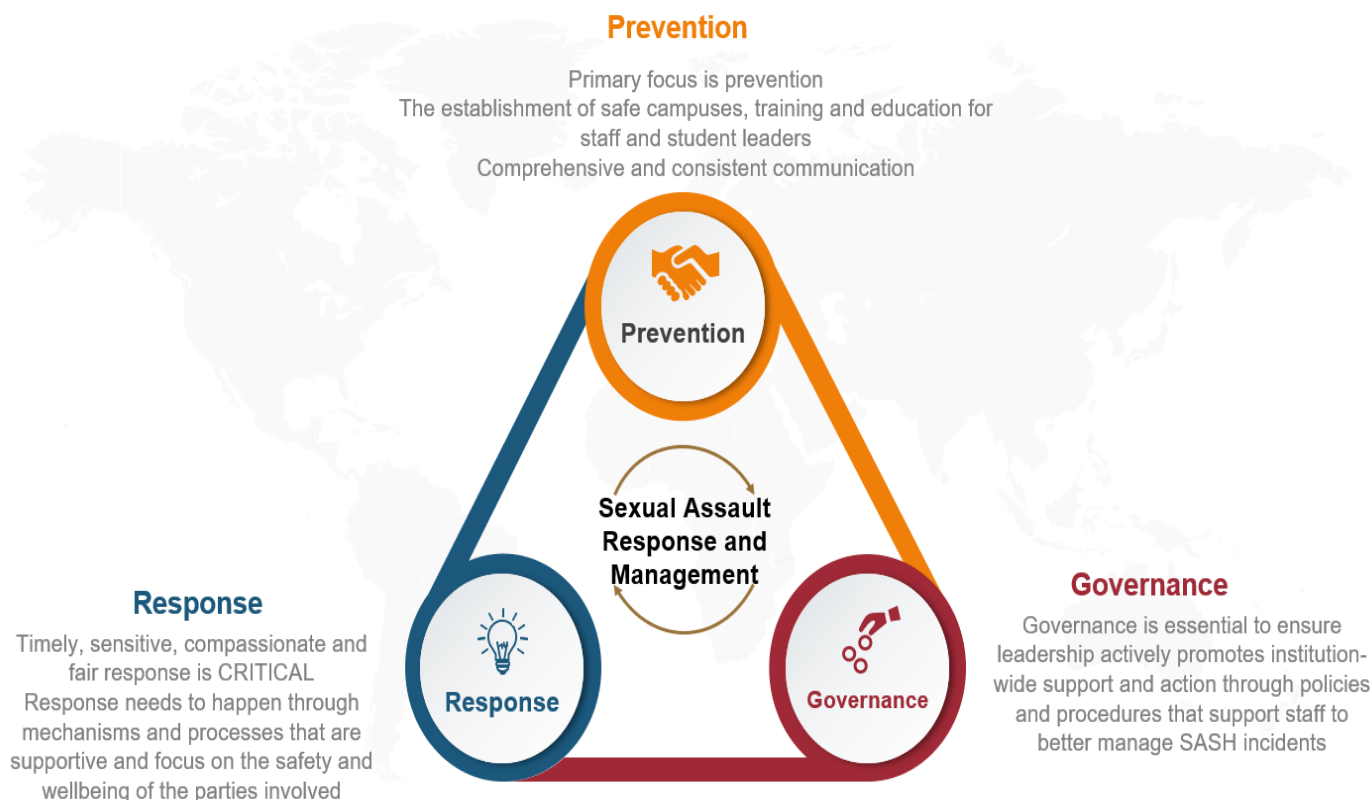 Prevention
Primary focus is prevention
The establishment of safe campuses, training and education for
staff and student leaders
Comprehensive and consistent communication
Prevention
Sexual Assault
Response and
Management
Response
Timely, sensitive, compassionate and
fair response is CRITICAL
Response needs to happen through
mechanisms and processes that are
supportive and focus on the safety and
wellbeing of the parties involved
Response
Governance
Governance
Governance is essential to ensure
leadership actively promotes institution-
wide support and action through policies
and procedures that support staff to
better manage SASH incidents